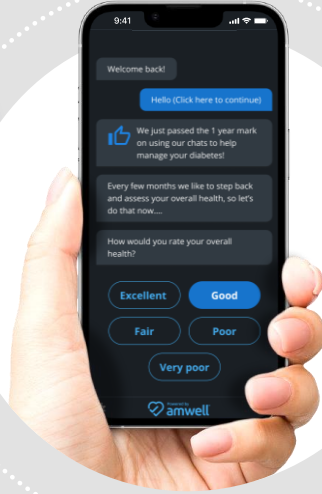 9:41
Welcome back!
Hello (Click here to continue)
We just passed the 1 year mark
on using our chats to help
manage your diabetes!
Every few months we like to step back
and assess your overall health, so let's
do that now....
How would you rate your overall
health?
Excellent
Good
Fair
Poor
Very poor
Powered by
amwell